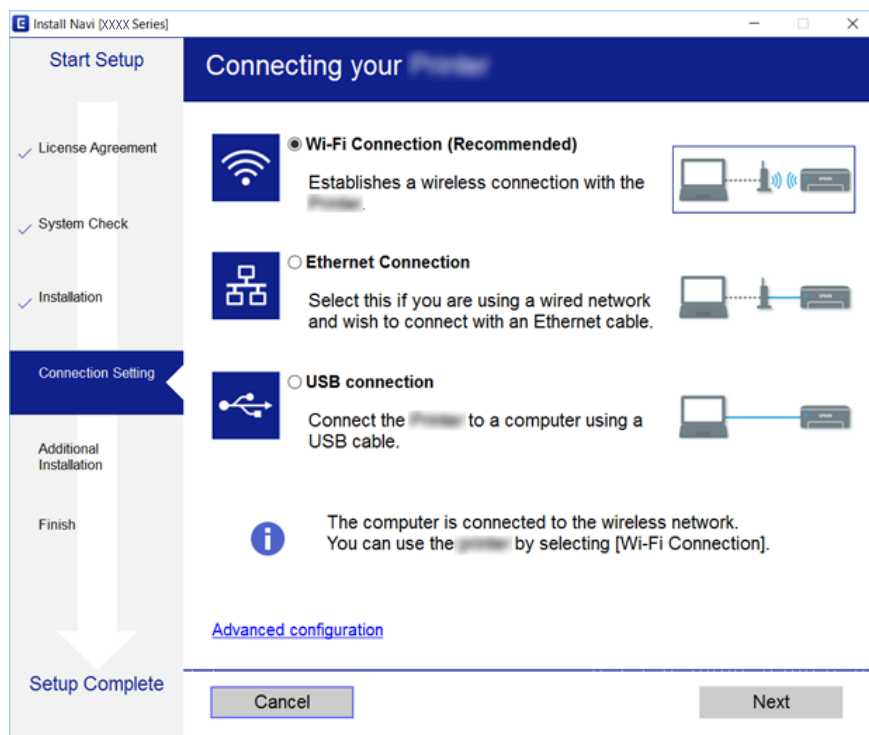 Install Navi [XXXX Series]
Start Setup
License Agreement
System Check
Installation
Connection Setting
Additional
Installation
Finish
Setup Complete
Connecting your
Wi-Fi Connection (Recommended)
Establishes a wireless connection with the
.
EPSON
Ethernet Connection
Select this if you are using a wired network
and wish to connect with an Ethernet cable.
EPSON
USB connection
Connect the to a computer using a
USB cable.
EPSON
The computer is connected to the wireless network.
You can use the by selecting [Wi-Fi Connection].
Advanced configuration
Cancel
Next